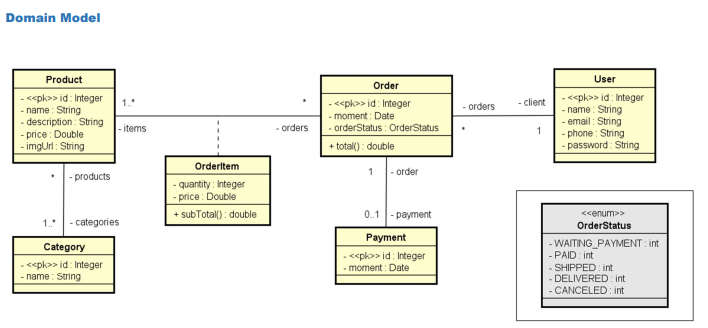 Domain Model
Product
- <<pk>> id : Integer
- name : String
- description : String
- price : Double
- imgUrl : String
1..*
- items
*
- orders
Order
- <<pk>> id : Integer
- moment : Date
- orderStatus : OrderStatus
+ total() : double
- orders
*
- client
1
User
- <<pk>> id : Integer
- name : String
- email : String
- phone : String
- password : String
OrderItem
- quantity : Integer
- price : Double
+ subTotal() : double
* - products
1..* - categories
Category
- <<pk>> id : Integer
- name : String
1 - order
0..1 - payment
Payment
- <<pk>> id : Integer
- moment : Date
<<enum>>
OrderStatus
- WAITING_PAYMENT : int
- PAID : int
- SHIPPED : int
- DELIVERED : int
- CANCELED : int